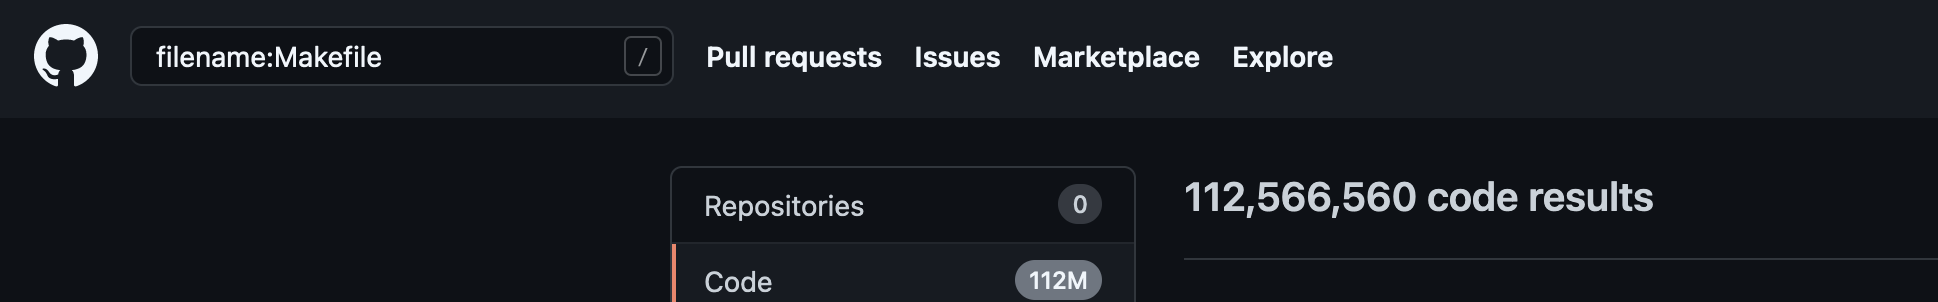 filename:Makefile / Pull requests Issues Marketplace Explore
Repositories 0
112,566,560 code results
Code 112M